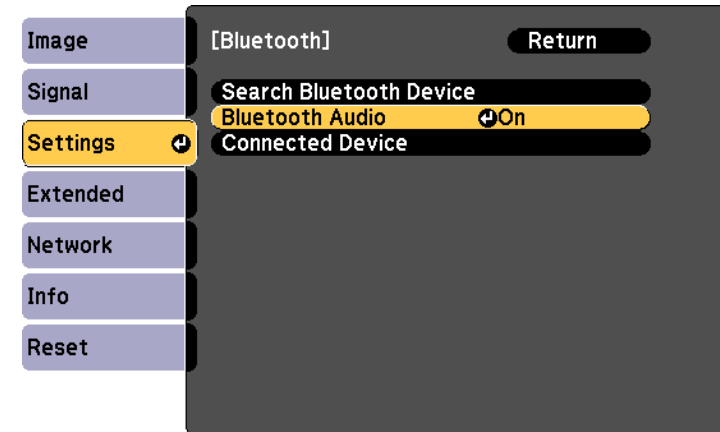 Image
Signal
Settings
Extended
Network
Info
Reset
[Bluetooth] Return
Search Bluetooth Device
Bluetooth Audio On
Connected Device